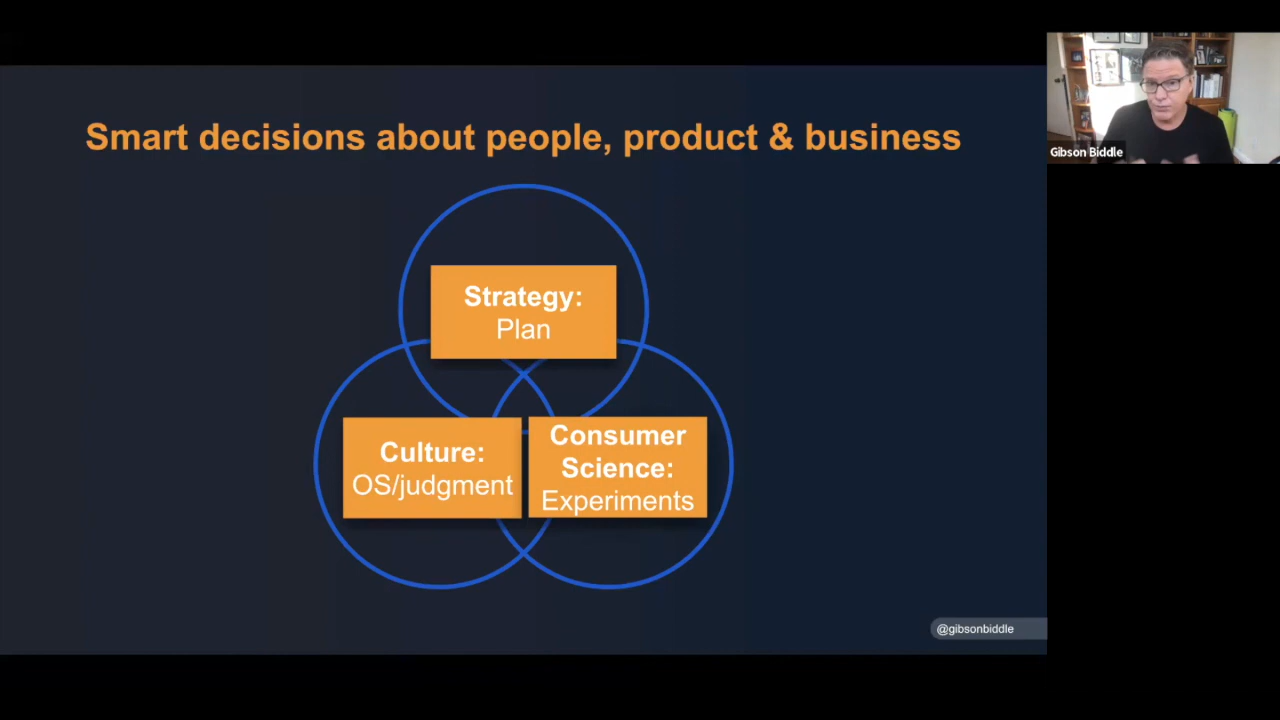 Smart decisions about people, product & business
Gibson Biddle
Strategy:
Plan
Culture:
OS/judgment
Consumer
Science:
Experiments
@gibsonbiddle